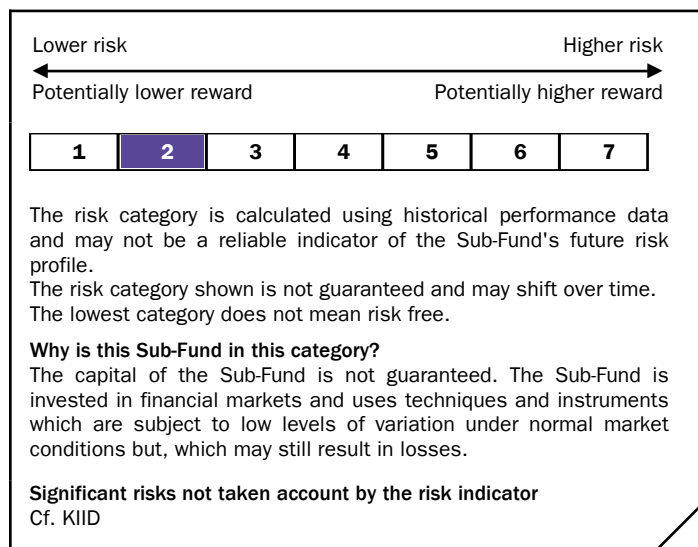 Lower risk Higher risk
Potentially lower reward Potentially higher reward
1 2 3 4 5 6 7
The risk category is calculated using historical performance data
and may not be a reliable indicator of the Sub-Fund's future risk
profile.
The risk category shown is not guaranteed and may shift over time.
The lowest category does not mean risk free.
Why is this Sub-Fund in this category?
The capital of the Sub-Fund is not guaranteed. The Sub-Fund is
invested in financial markets and uses techniques and instruments
which are subject to low levels of variation under normal market
conditions but, which may still result in losses.
Significant risks not taken account by the risk indicator
Cf. KIID